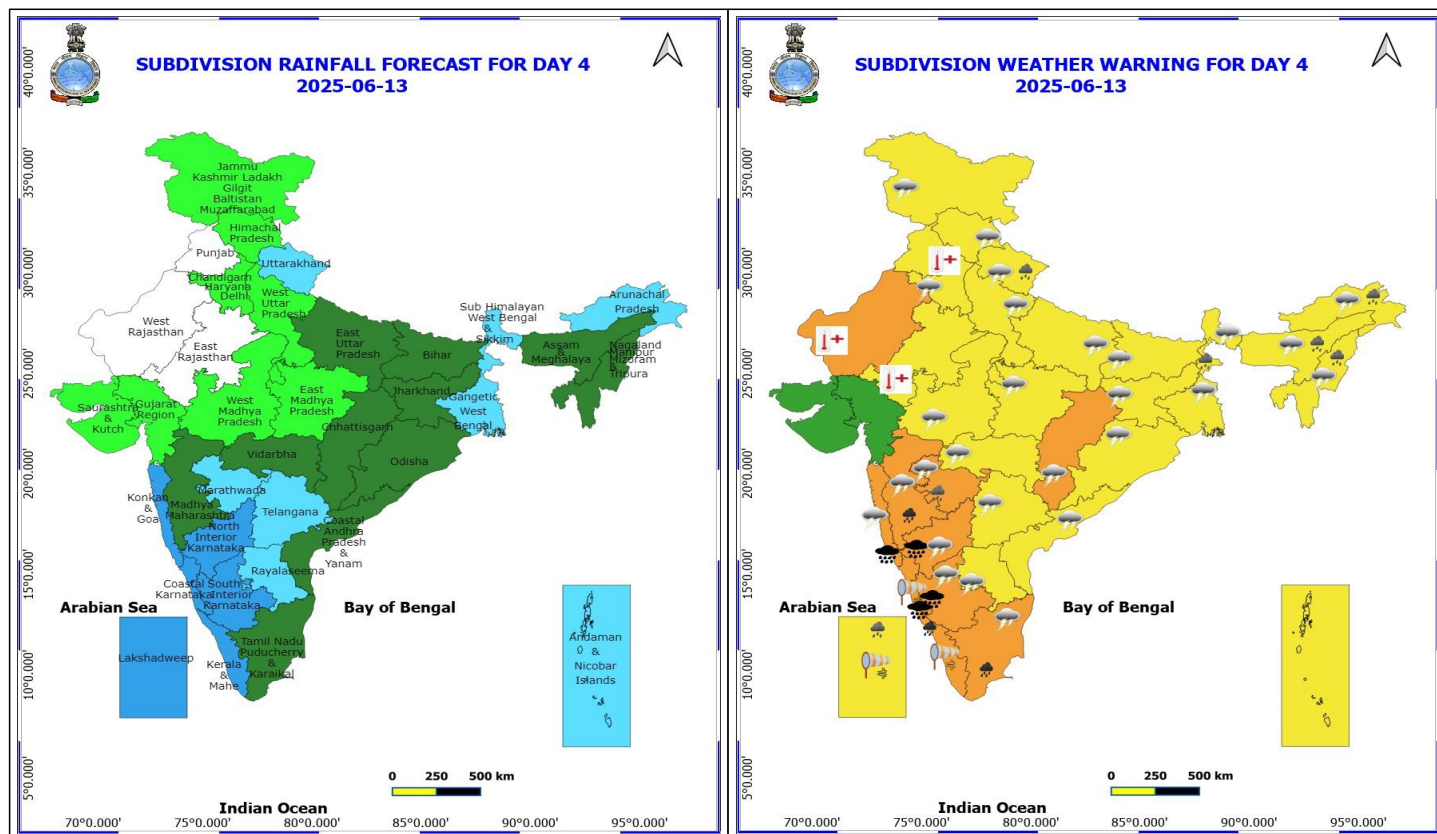 SUBDIVISION RAINFALL FORECAST FOR DAY 4
2025-06-13
40°0.000'
35°0.000'
30°0.000'
25°0.000'
20°0.000'
15°0.000'
10°0.000'
5°0.000'
Jammu
Kashmir Ladakh
Gilgit
Baltistan
Muzaffarabad
Himachal
Pradesh
Punjab
Uttarakhand
Chandigarh
Haryana
Delhi
West
Uttar
Pradesh
Arunachal
Pradesh
Sub Himalayan
West Bengal
&
Sikkim
West
Rajasthan
East
Rajasthan
East
Uttar
Pradesh
Bihar
Assam
&
Meghalaya
Nagaland
Manipur
Mizoram
&
Tripura
Saurashtra
&
Kutch
Gujarat
Region
West
Madhya
Pradesh
East
Madhya
Pradesh
Jharkhand
Gangetic
West
Bengal
Chhattisgarh
Vidarbha
Odisha
Konkan
&
Goa
Marathwada
Madhya
Maharashtra
Telangana
North
Interior
Karnataka
Coastal
Andhra
Pradesh
&
Yanam
Rayalaseema
Coastal
Karnataka
South
Interior
Karnataka
Arabian Sea
Bay of Bengal
Lakshadweep
Tamil Nadu
Puducherry
&
Karaikal
Kerala
&
Mahe
Andaman
&
Nicobar
Islands
0 250 500 km
Indian Ocean
70°0.000' 75°0.000' 80°0.000' 85°0.000' 90°0.000' 95°0.000'
SUBDIVISION WEATHER WARNING FOR DAY 4
2025-06-13
40°0.000'
35°0.000'
30°0.000'
25°0.000'
20°0.000'
15°0.000'
10°0.000'
5°0.000'
Arabian Sea
Bay of Bengal
0 250 500 km
Indian Ocean
70°0.000' 75°0.000' 80°0.000' 85°0.000' 90°0.000' 95°0.000'